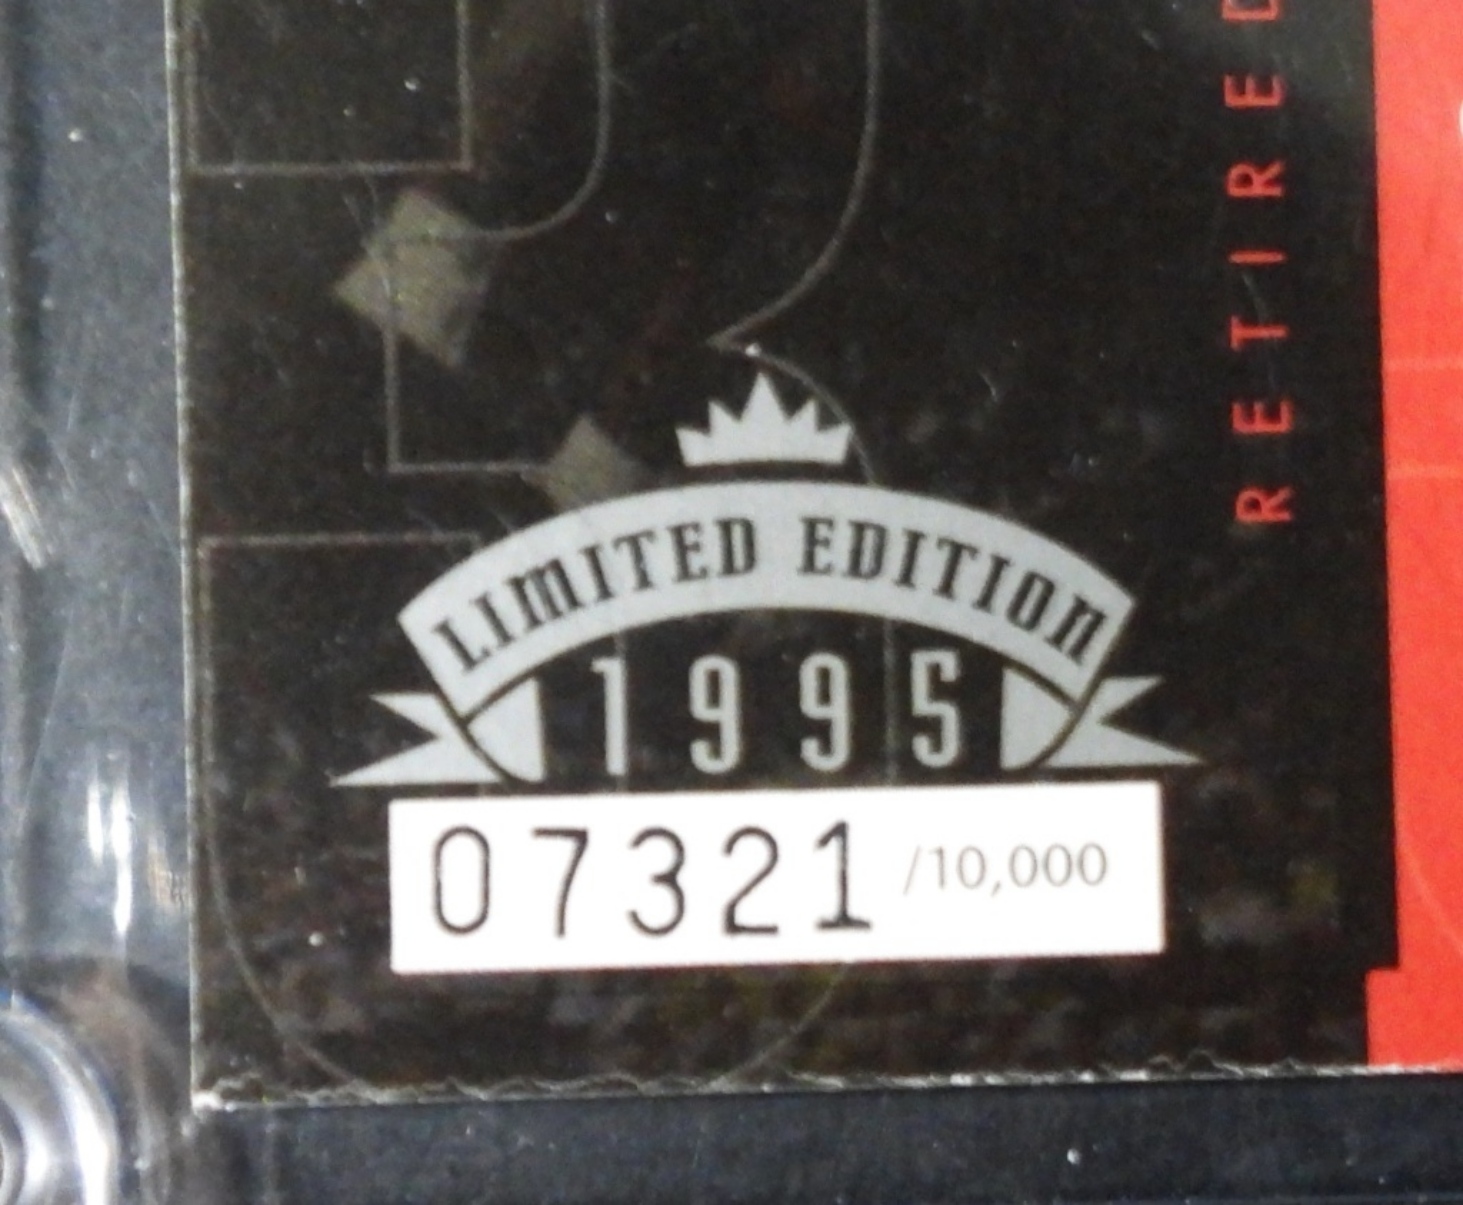 RETIRED
LIMITED EDITION
1995
07321 /10,000